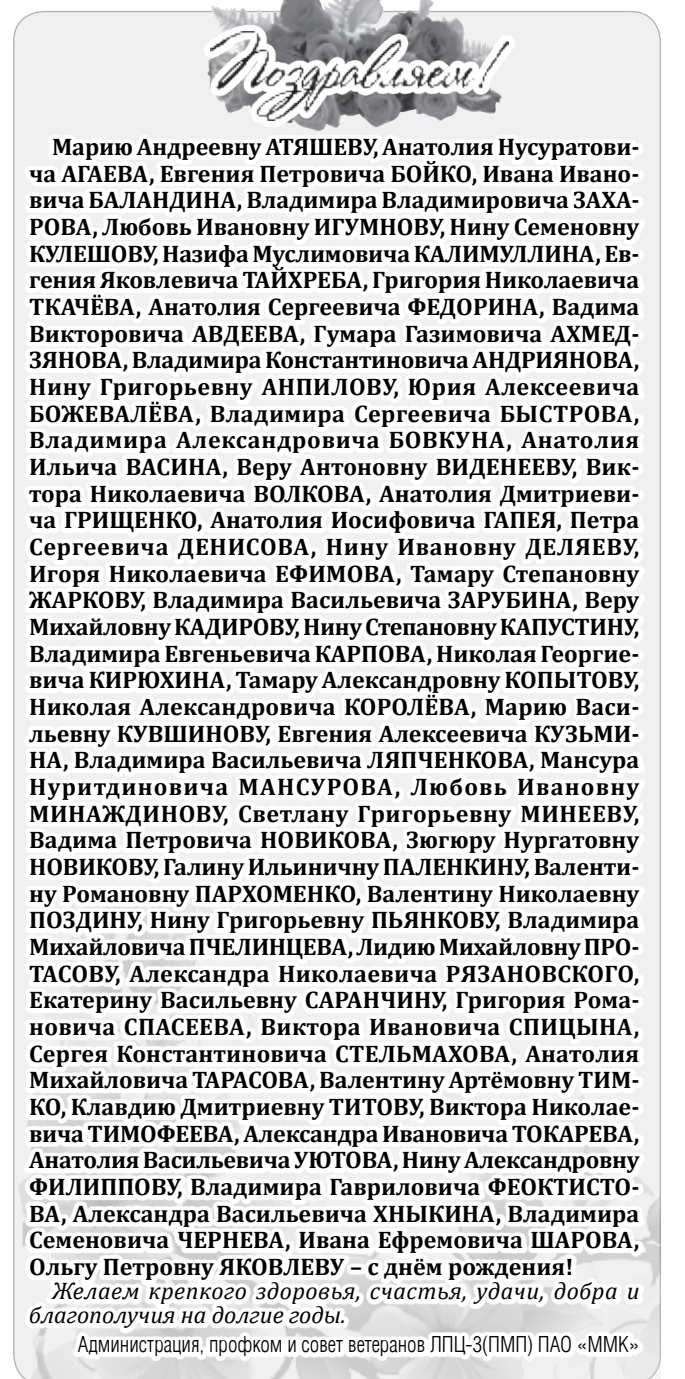 Поздравляем!
Марию Андреевну АТЯШЕВУ, Анатолия Нусуратови-
ча АГАЕВА, Евгения Петровича БОЙКО, Ивана Ивано-
вича БАЛАНДИНА, Владимира Владимировича ЗАХА-
РОВА, Любовь Ивановну ИГУМНОВУ, Нину Семеновну
КУЛЕШОВУ, Назифа Муслимовича КАЛИМУЛЛИНА, Ев-
гения Яковлевича ТАЙХРЕБА, Григория Николаевича
ТКАЧЁВА, Анатолия Сергеевича ФЕДОРИНА, Вадима
Викторовича АВДЕЕВА, Гумара Газимовича АХМЕД-
ЗЯНОВА, Владимира Константиновича АНДРИЯНОВА,
Нину Григорьевну АНПИЛОВУ, Юрия Алексеевича
БОЖЕВАЛЁВА, Владимира Сергеевича БЫСТРОВА,
Владимира Александровича БОВКУНА, Анатолия
Ильича ВАСИНА, Веру Антоновну ВИДЕНЕЕВУ, Вик-
тора Николаевича ВОЛКОВА, Анатолия Дмитриеви-
ча ГРИЩЕНКО, Анатолия Иосифовича ГАПЕЯ, Петра
Сергеевича ДЕНИСОВА, Нину Ивановну ДЕЛЯЕВУ,
Игоря Николаевича ЕФИМОВА, Тамару Степановну
ЖАРКОВУ, Владимира Васильевича ЗАРУБИНА, Веру
Михайловну КАДИРОВУ, Нину Степановну КАПУСТИНУ,
Владимира Евгеньевича КАРПОВА, Николая Георгие-
вича КИРЮХИНА, Тамару Александровну КОПЫТОВУ,
Николая Александровича КОРОЛЁВА, Марию Васи-
льевну КУВШИНОВУ, Евгения Алексеевича КУЗЬМИ-
НА, Владимира Васильевича ЛЯПЧЕНКОВА, Мансура
Нуритдиновича МАНСУРОВА, Любовь Ивановну
МИНАЖДИНОВУ, Светлану Григорьевну МИНЕЕВУ,
Вадима Петровича НОВИКОВА, Зюгюру Нургатовну
НОВИКОВУ, Галину Ильиничну ПАЛЕНКИНУ, Валенти-
ну Романовну ПАРХОМЕНКО, Валентину Николаевну
ПОЗДИНУ, Нину Григорьевну ПЬЯНКОВУ, Владимира
Михайловича ПЧЕЛИНЦЕВА, Лидию Михайловну ПРО-
ТАСОВУ, Александра Николаевича РЯЗАНОВСКОГО,
Екатерину Васильевну САРАНЧИНУ, Григория Рома-
новича СПАСЕЕВА, Виктора Ивановича СПИЦЫНА,
Сергея Константиновича СТЕЛЬМАХОВА, Анатолия
Михайловича ТАРАСОВА, Валентину Артёмовну ТИМ-
КО, Клавдию Дмитриевну ТИТОВУ, Виктора Николае-
вича ТИМОФЕЕВА, Александра Ивановича ТОКАРЕВА,
Анатолия Васильевича УЮТОВА, Нину Александровну
ФИЛИППОВУ, Владимира Гавриловича ФЕОКТИСТО-
ВА, Александра Васильевича ХНЫКИНА, Владимира
Семеновича ЧЕРНЕВА, Ивана Ефремовича ШАРОВА,
Ольгу Петровну ЯКОВЛЕВУ – с днём рождения!
Желаем крепкого здоровья, счастья, удачи, добра и
благополучия на долгие годы.
Администрация, профком и совет ветеранов ЛПЦ-3(ПМП) ПАО «ММК»